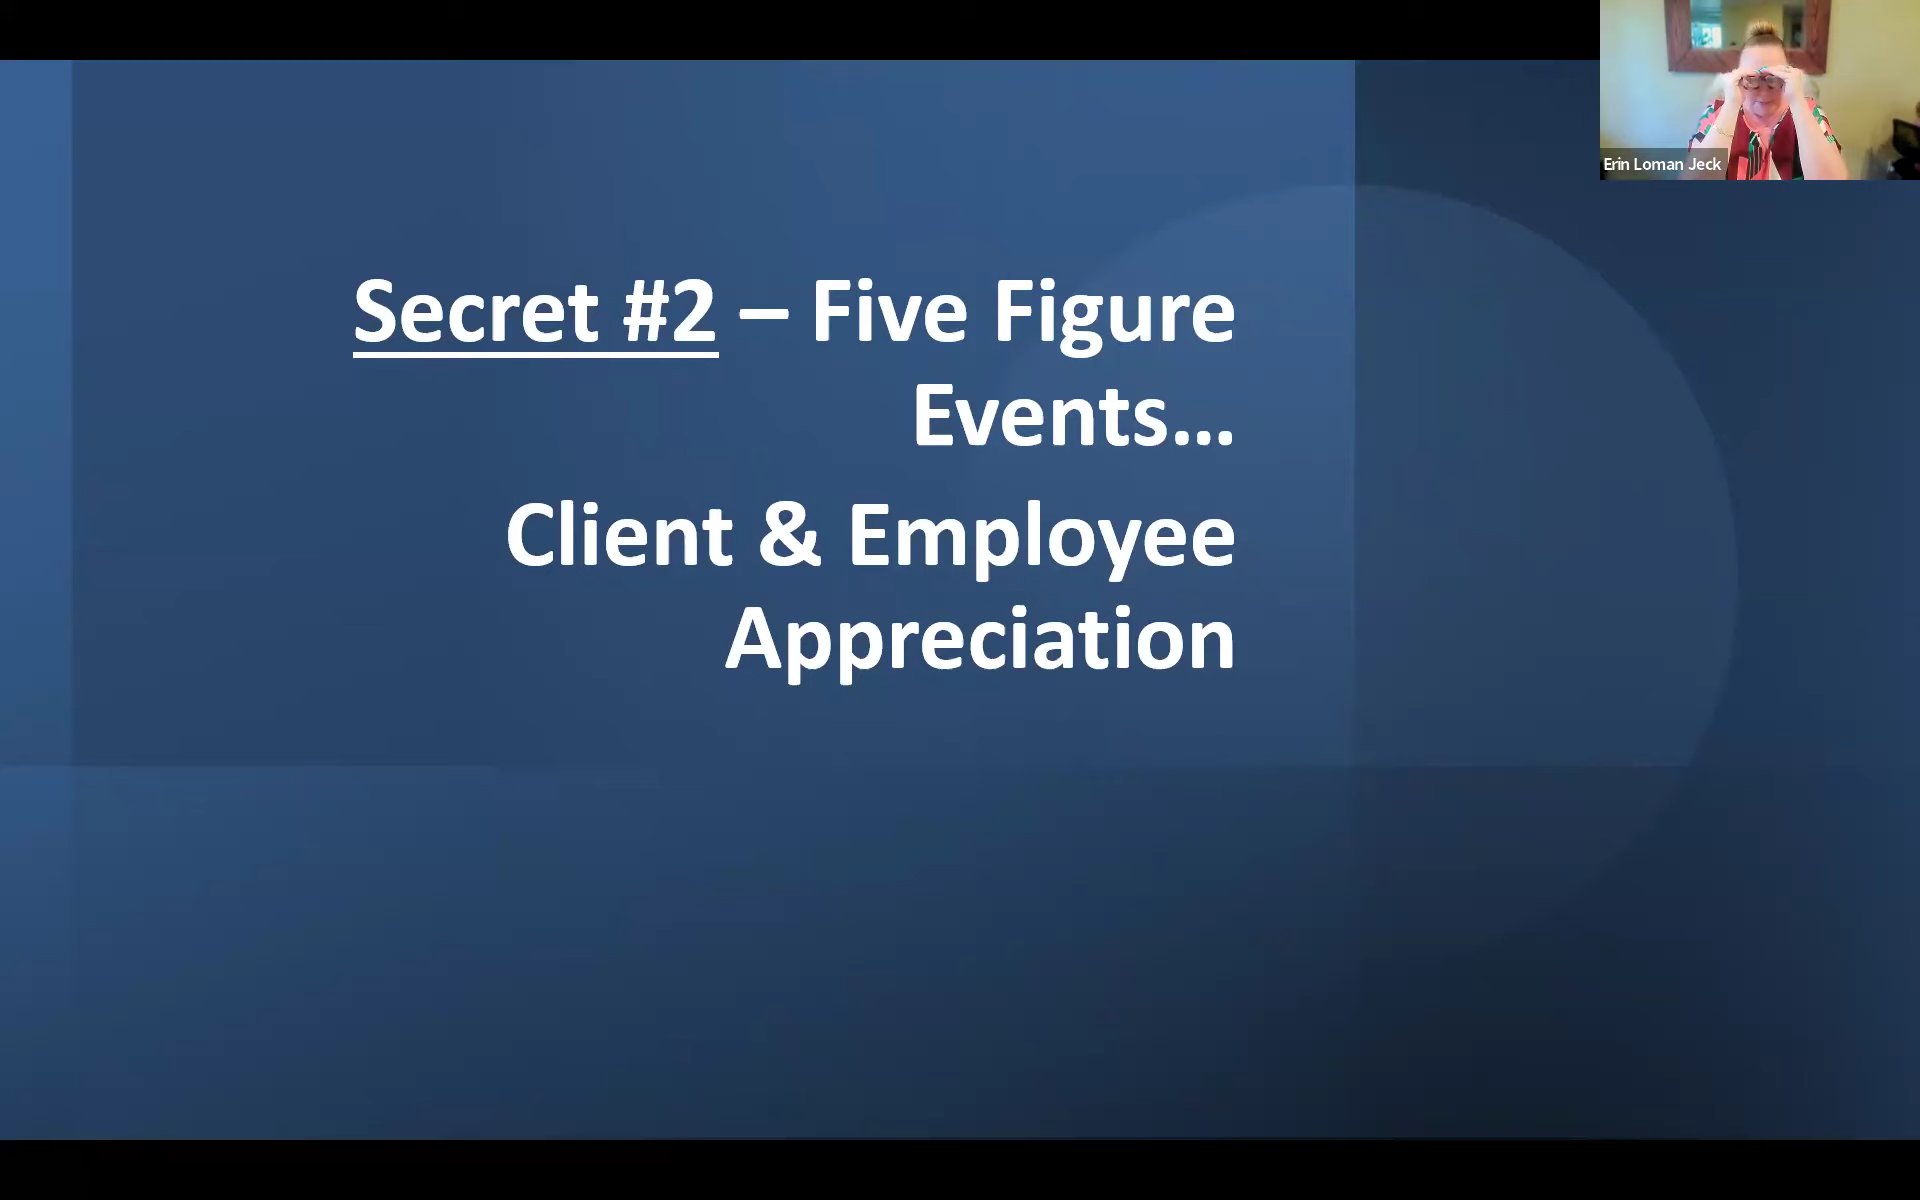 Secret #2 – Five Figure
Events...
Client & Employee
Appreciation
Erin Loman Jeck